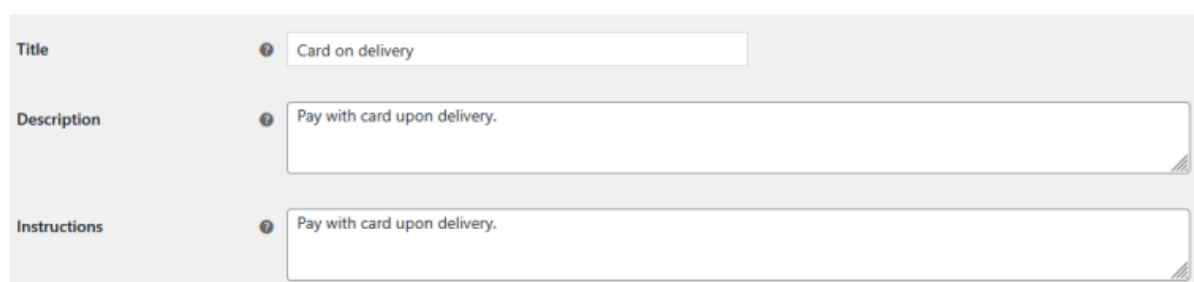 Title
Card on delivery
Description
Pay with card upon delivery.
Instructions
Pay with card upon delivery.